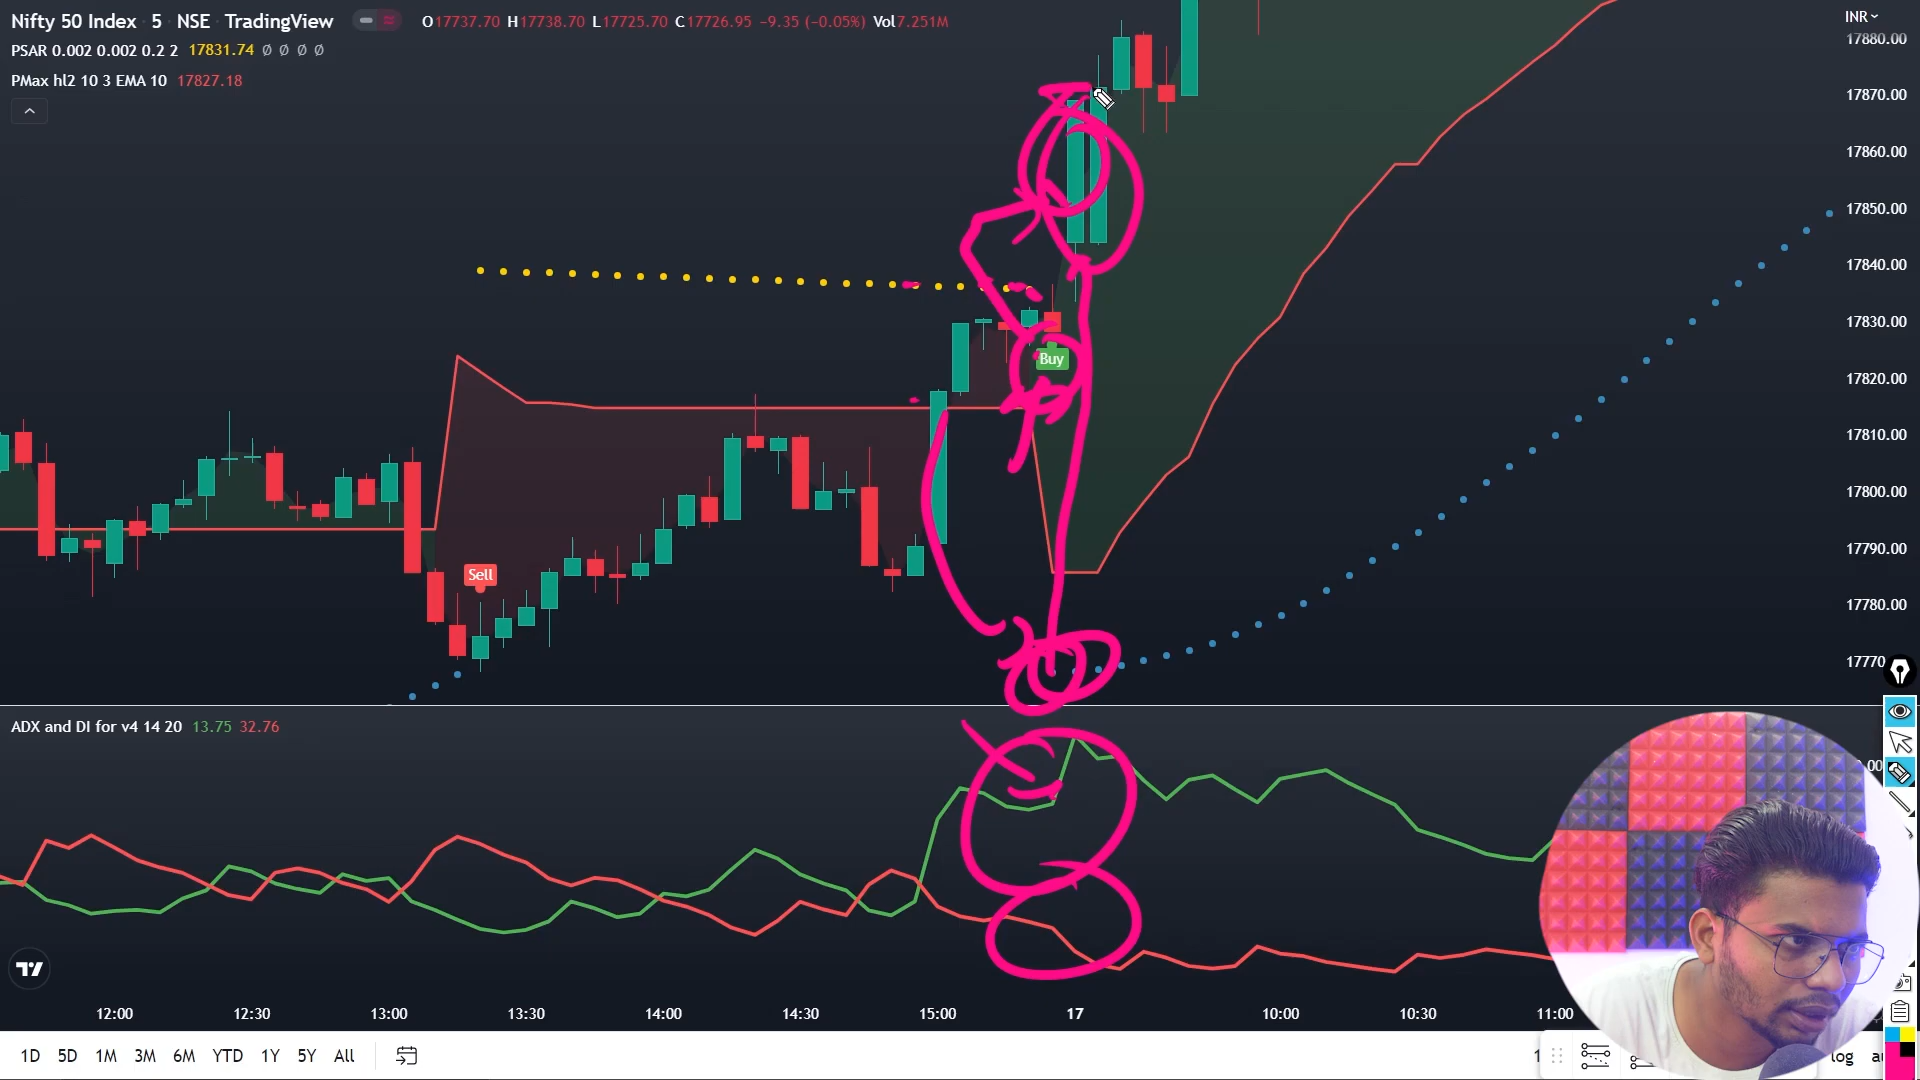 Nifty 50 Index · 5 · NSE · TradingView
O17737.70 H17738.70 L17725.70 C17726.95 −9.35 (−0.05%) Vol7.251M
INR
PSAR 0.002 0.002 0.2 2 17831.74 ∅ ∅ ∅ ∅
PMax hl2 10 3 EMA 10 17827.18
17880.00
17870.00
17860.00
17850.00
17840.00
17830.00
17820.00
17810.00
17800.00
17790.00
17780.00
17770
Buy
Sell
ADX and DI for v4 14 20 13.75 32.76
12:00 12:30 13:00 13:30 14:00 14:30 15:00 17 10:00 10:30 11:00
1D 5D 1M 3M 6M YTD 1Y 5Y All
log